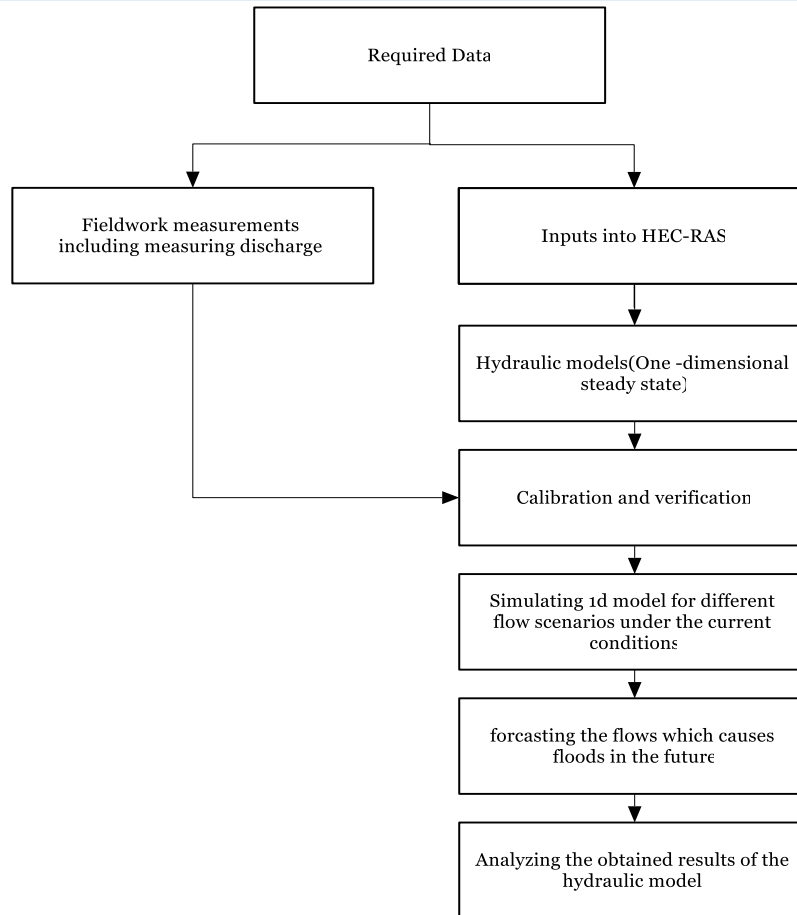 Required Data
Fieldwork measurements
including measuring discharge
Inputs into HEC-RAS
Hydraulic models(One -dimensional
steady state)
Calibration and verification
Simulating 1d model for different
flow scenarios under the current
conditions
forcasting the flows which causes
floods in the future
Analyzing the obtained results of the
hydraulic model